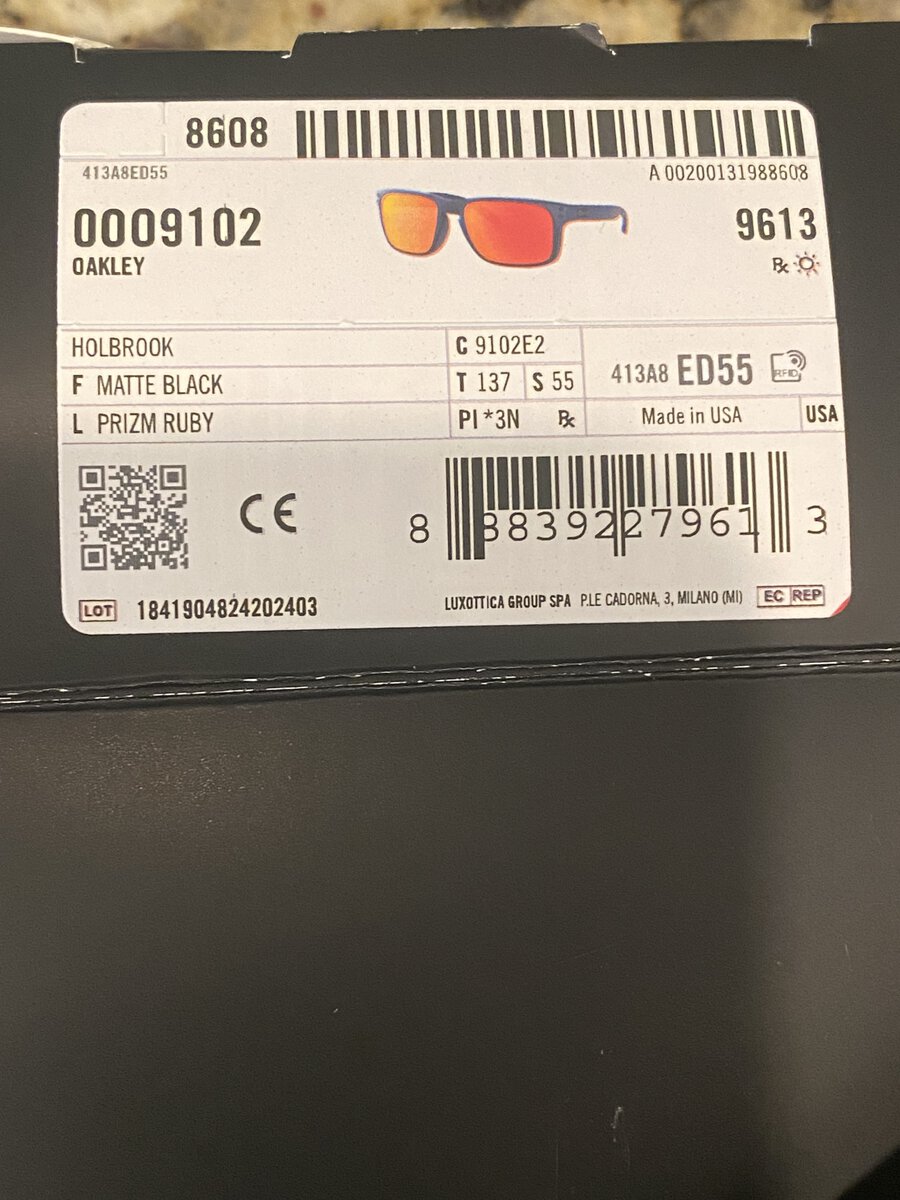 8608
413A8ED55
A 00200131988608
0009102
9613
OAKLEY
Rx
HOLBROOK
C 9102E2
F MATTE BLACK
T 137
S 55
413A8 ED55
RFID
L PRIZM RUBY
PI *3N
Rx
Made in USA
USA
CE
8 88392 27961 3
LOT 1841904824202403
LUXOTTICA GROUP SPA P.LE CADORNA, 3, MILANO (MI)
EC REP